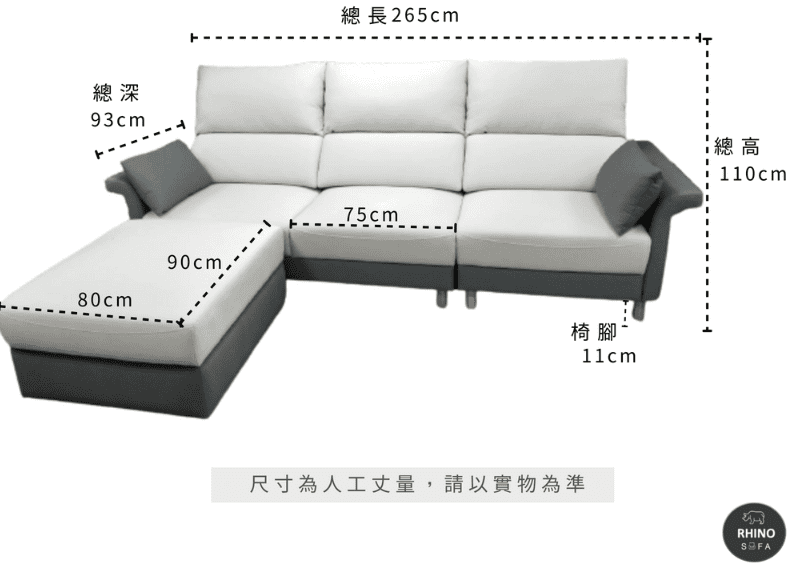 總長265cm
總深
93cm
總高
110cm
75cm
90cm
80cm
椅腳
11cm
尺寸為人工丈量，請以實物為準
RHINO
SOFA